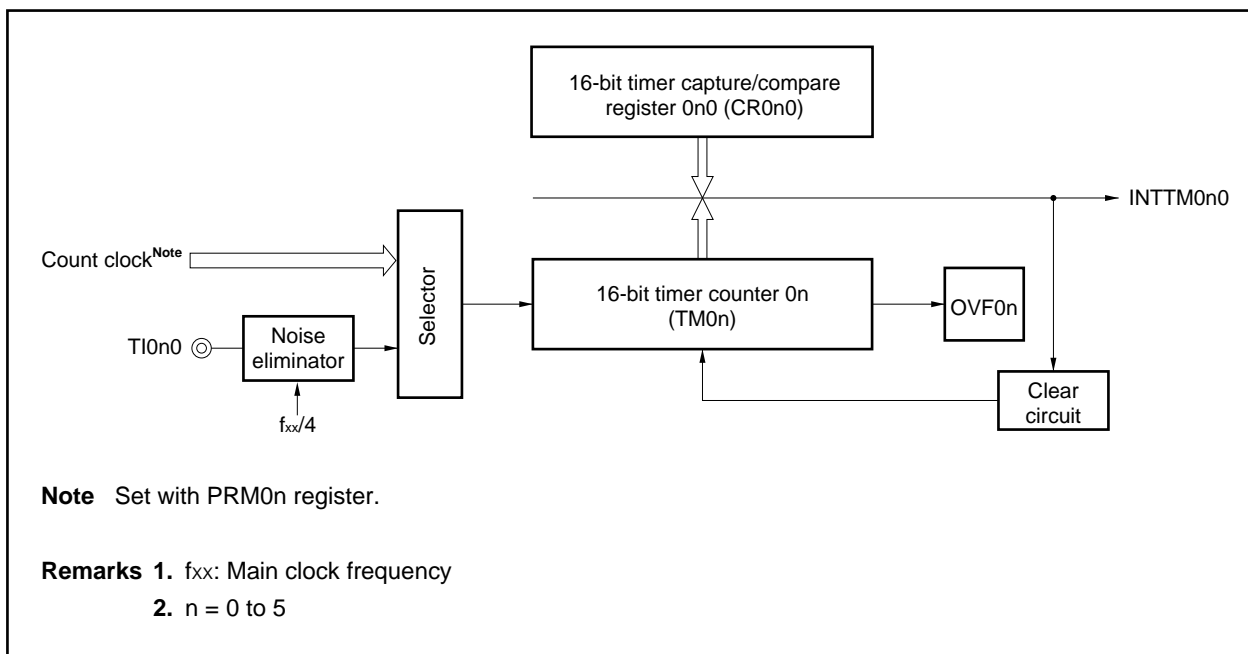 16-bit timer capture/compare
register 0n0 (CR0n0)
INTTM0n0
Count clockNote
Selector
16-bit timer counter 0n
(TM0n)
OVF0n
TI0n0
Noise
eliminator
Clear
circuit
fxx/4
Note Set with PRM0n register.
Remarks 1. fxx: Main clock frequency
2. n = 0 to 5